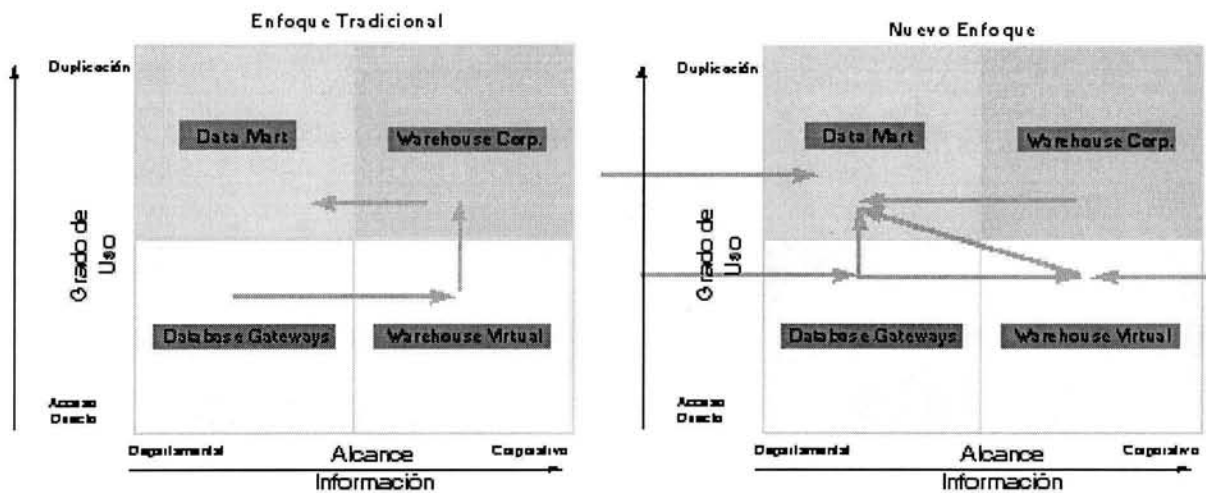 Enfoque Tradicional
Duplicación
Data Mart
Warehouse Corp.
Grado de
Uso
Database Gateways
Warehouse Virtual
Acceso
Directo
Departamental
Alcance
Corporativo
Información
Nuevo Enfoque
Duplicación
Data Mart
Warehouse Corp.
Grado de
Uso
Database Gateways
Warehouse Virtual
Acceso
Directo
Departamental
Alcance
Corporativo
Información